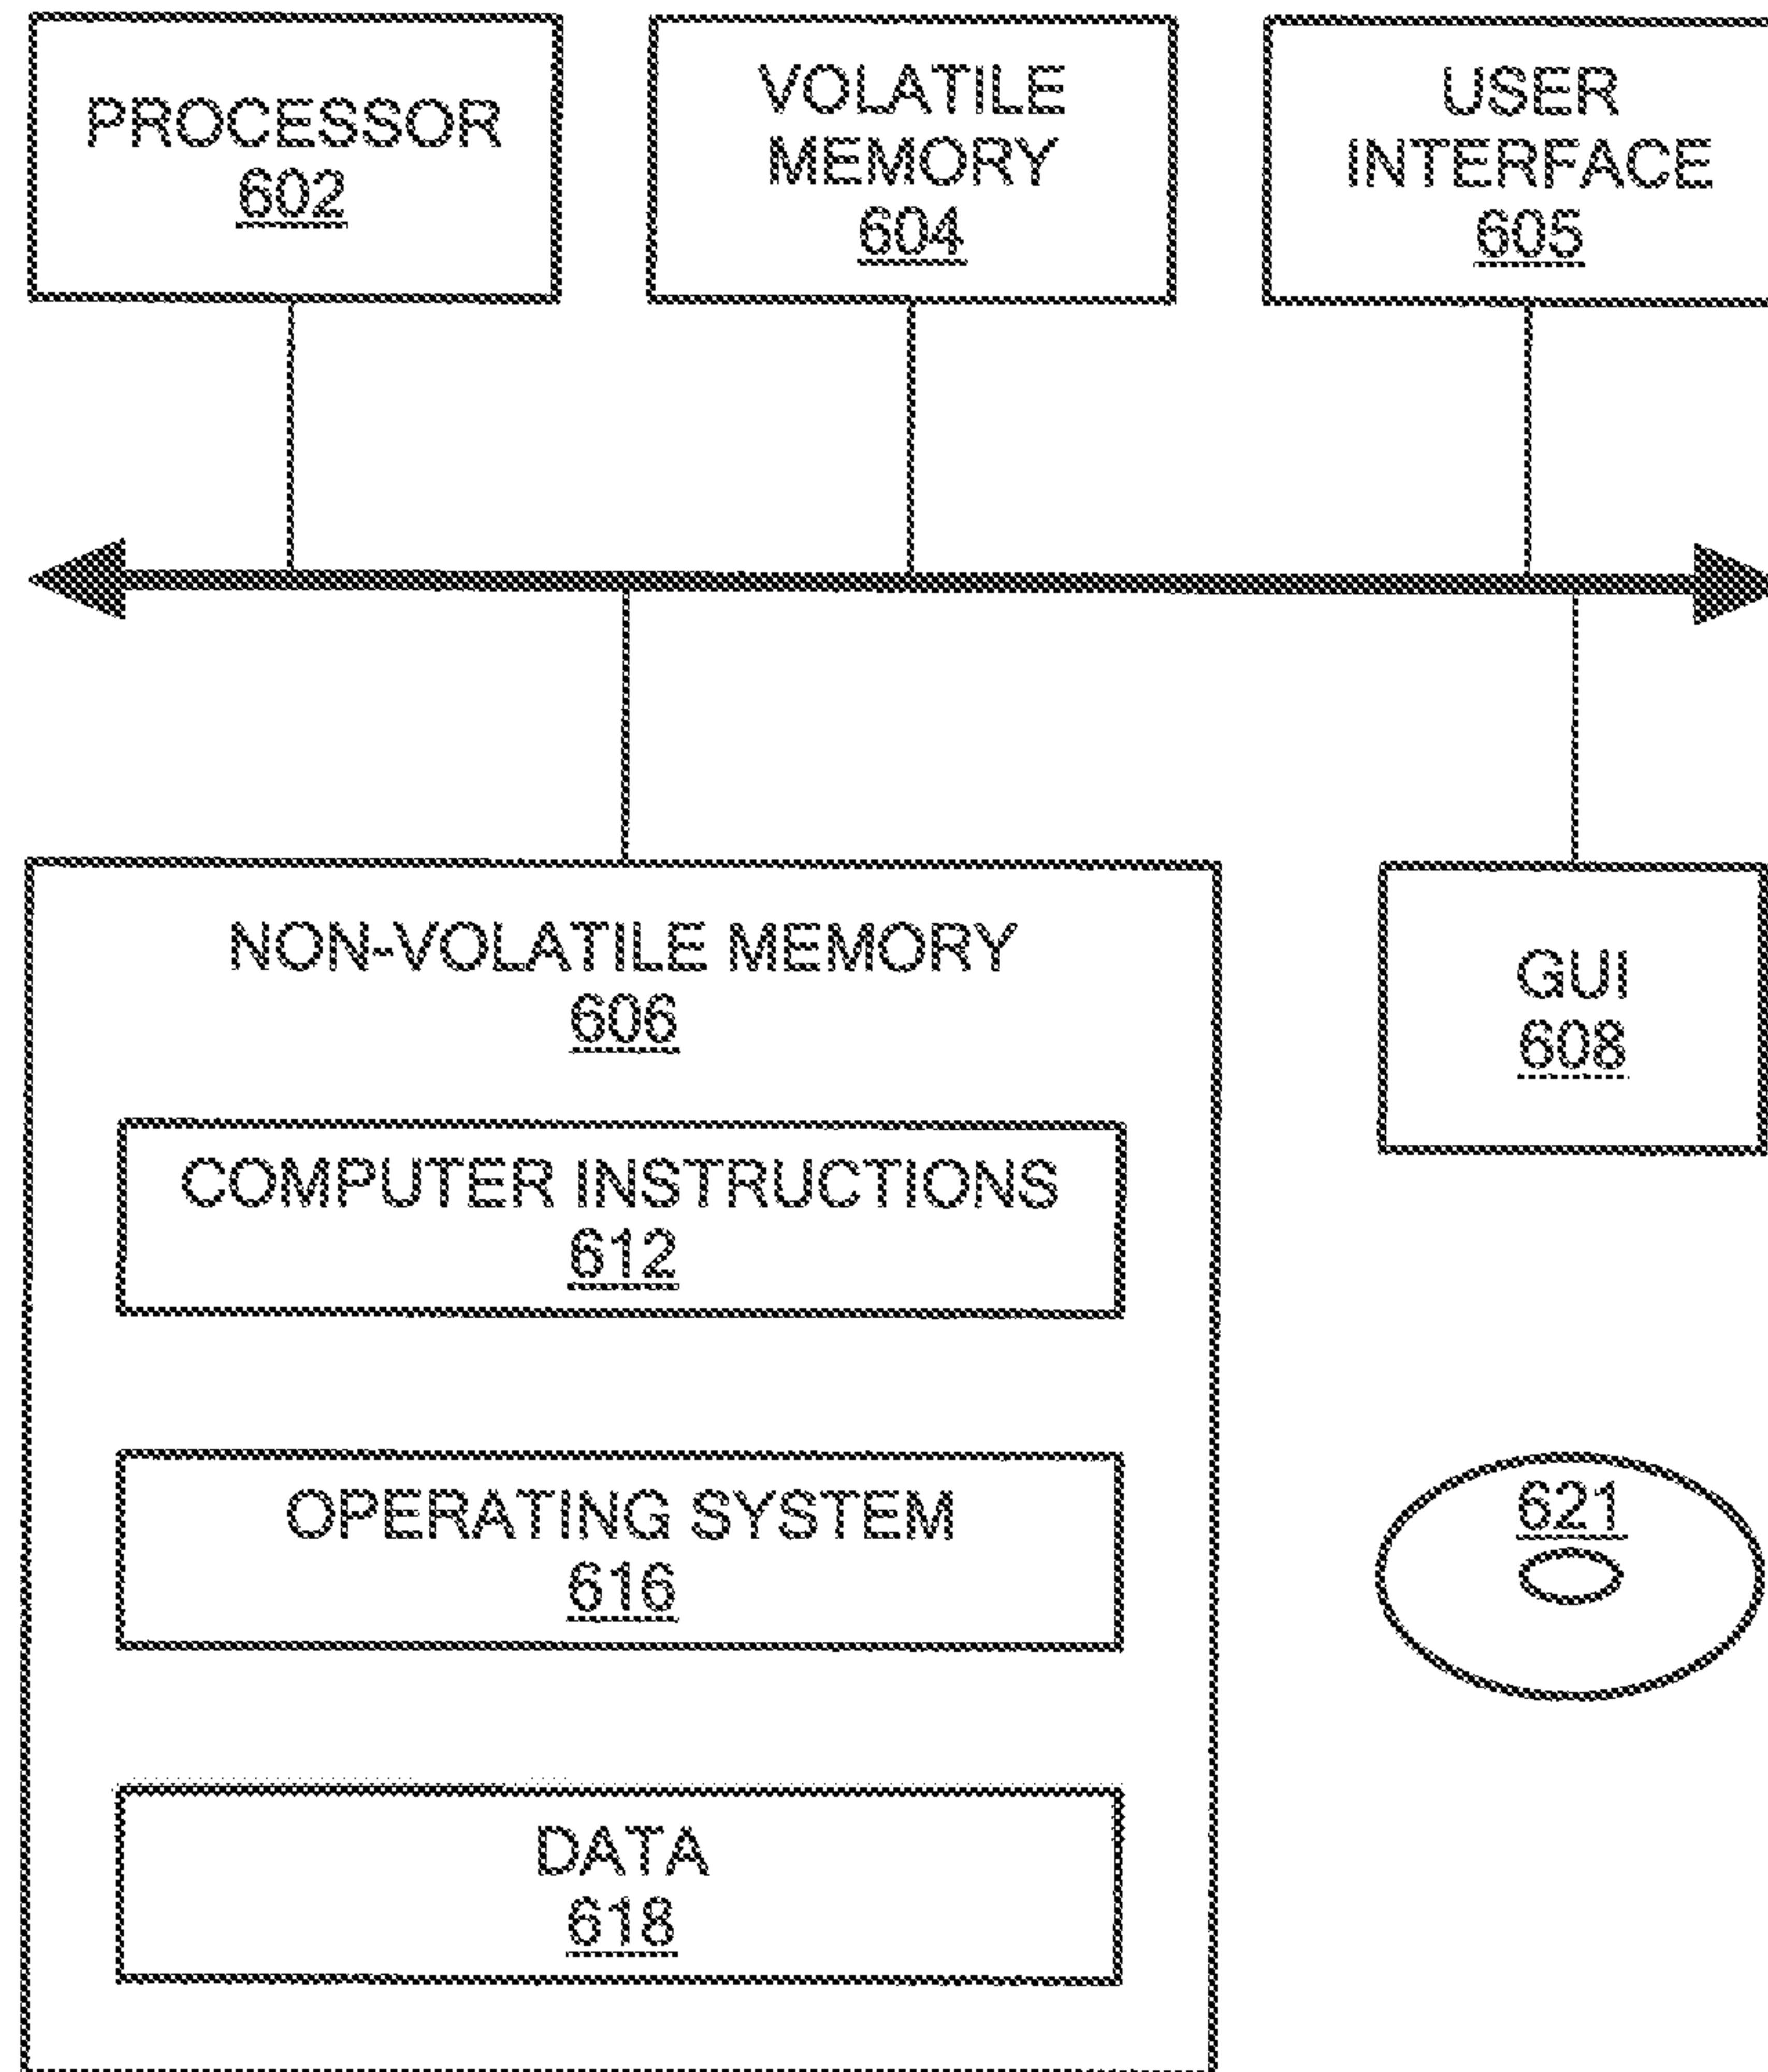 PROCESSOR
602
VOLATILE
MEMORY
604
USER
INTERFACE
605
NON-VOLATILE MEMORY
606
GUI
608
COMPUTER INSTRUCTIONS
612
OPERATING SYSTEM
616
621
DATA
618